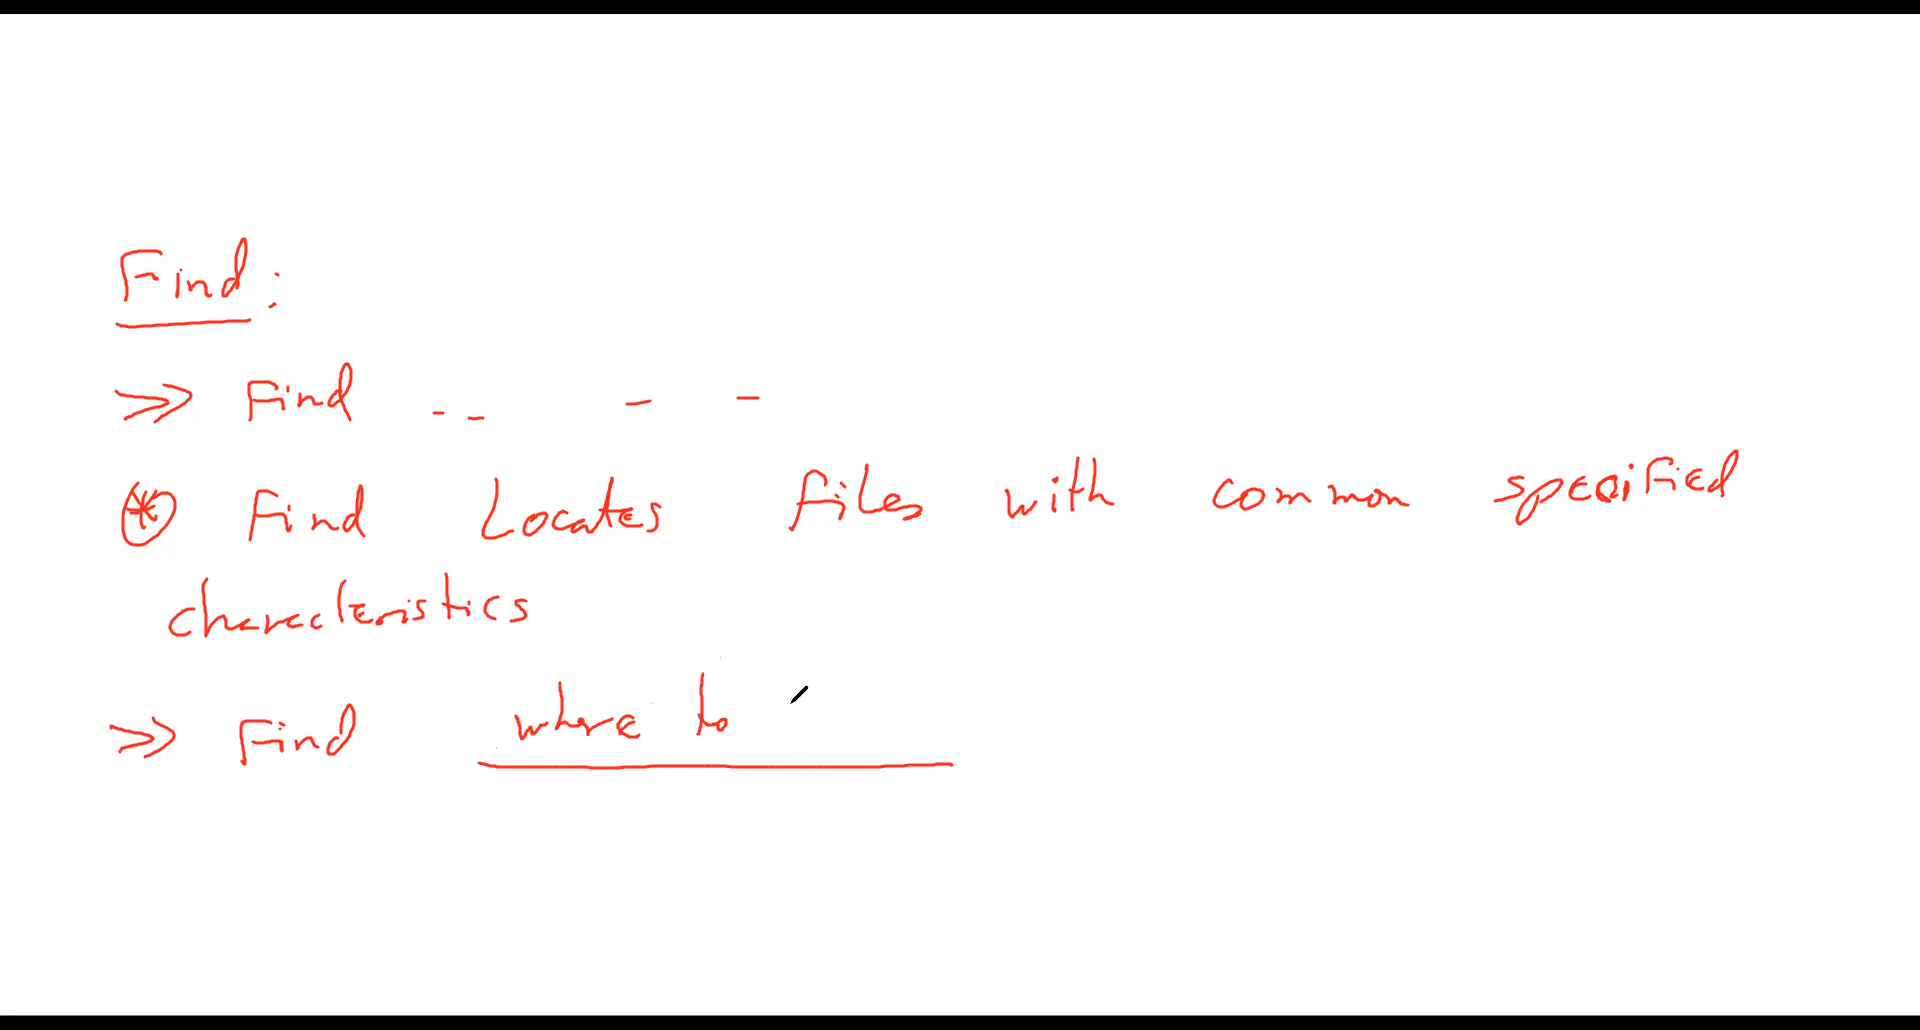 Find:
>> Find -- - -
* Find Locates files with common specified
characteristics
>> Find where to